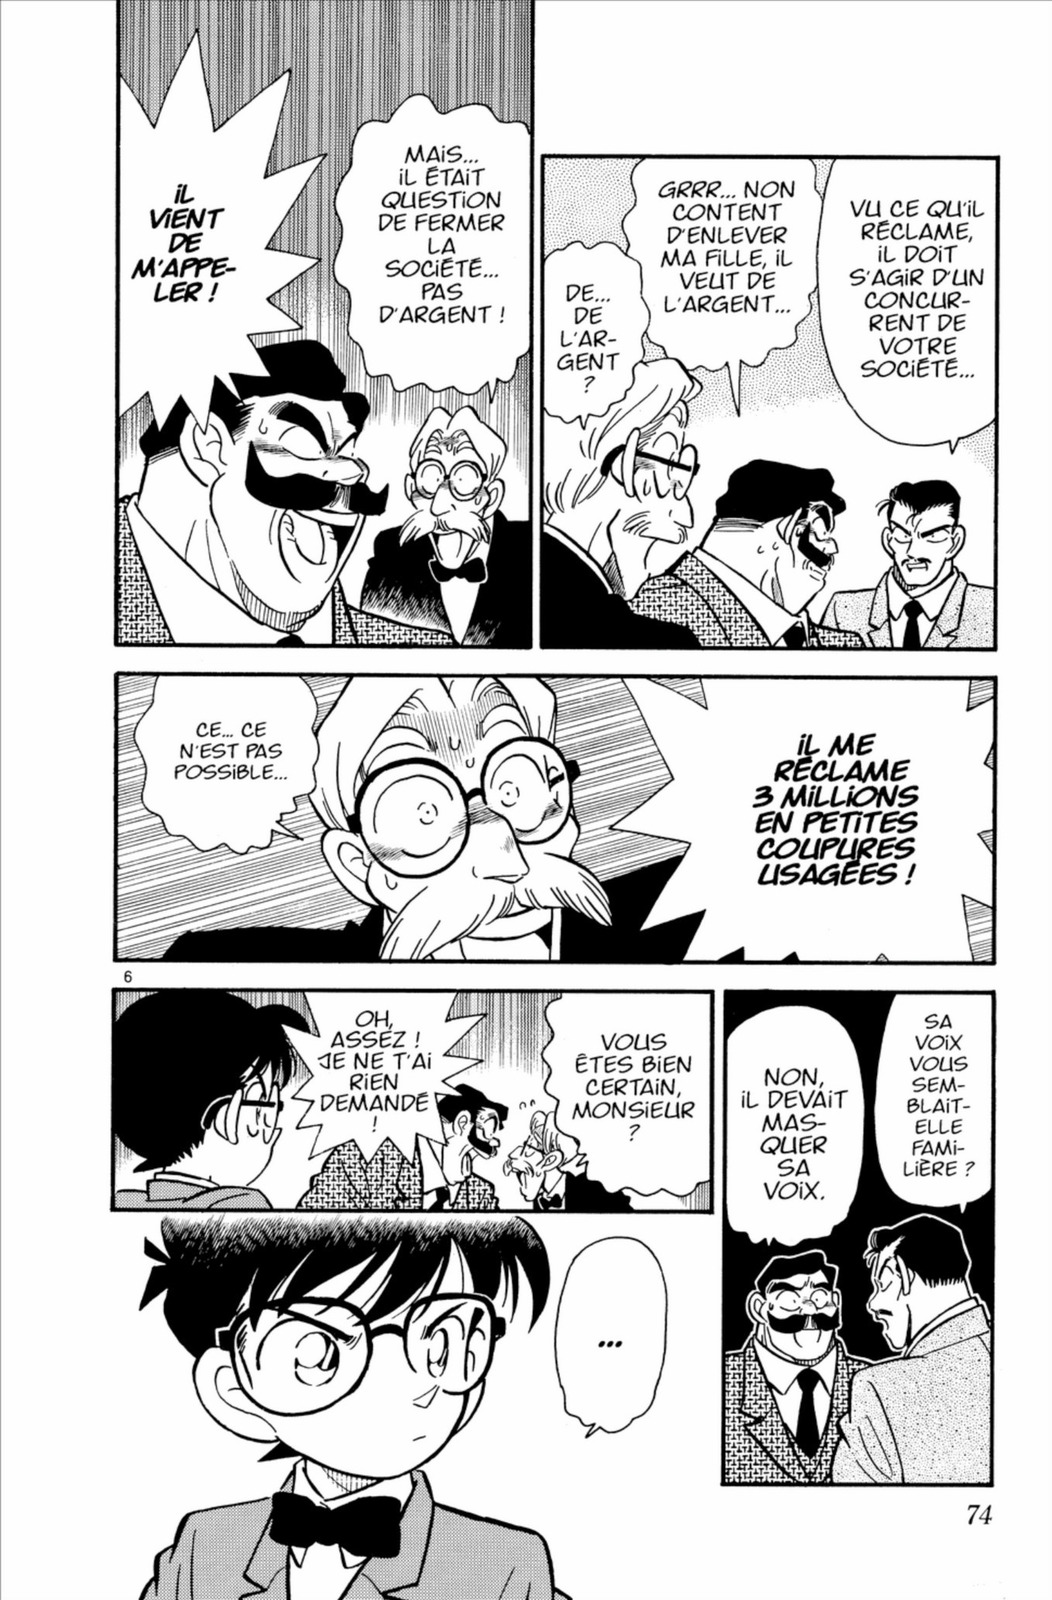 VU CE QU'IL
RÉCLAME,
IL DOIT
S'AGIR D'UN
CONCUR-
RENT DE
VOTRE
SOCIÉTÉ...
GRRR... NON
CONTENT
D'ENLEVER
MA FILLE, IL
VEUT DE
L'ARGENT...
DE...
DE
L'AR-
GENT
?
MAIS...
IL ÉTAIT
QUESTION
DE FERMER
LA
SOCIÉTÉ...
PAS
D'ARGENT !
IL
VIENT
DE
M'APPE-
LER !
IL ME
RÉCLAME
3 MILLIONS
EN PETITES
COUPURES
USAGÉES !
CE... CE
N'EST PAS
POSSIBLE...
6
SA
VOIX
VOUS
SEM-
BLAIT-
ELLE
FAMI-
LIÈRE ?
NON,
IL DEVAIT
MAS-
QUER
SA
VOIX.
VOUS
ÊTES BIEN
CERTAIN,
MONSIEUR
?
OH,
ASSEZ !
JE NE T'AI
RIEN
DEMANDÉ
!
...
74